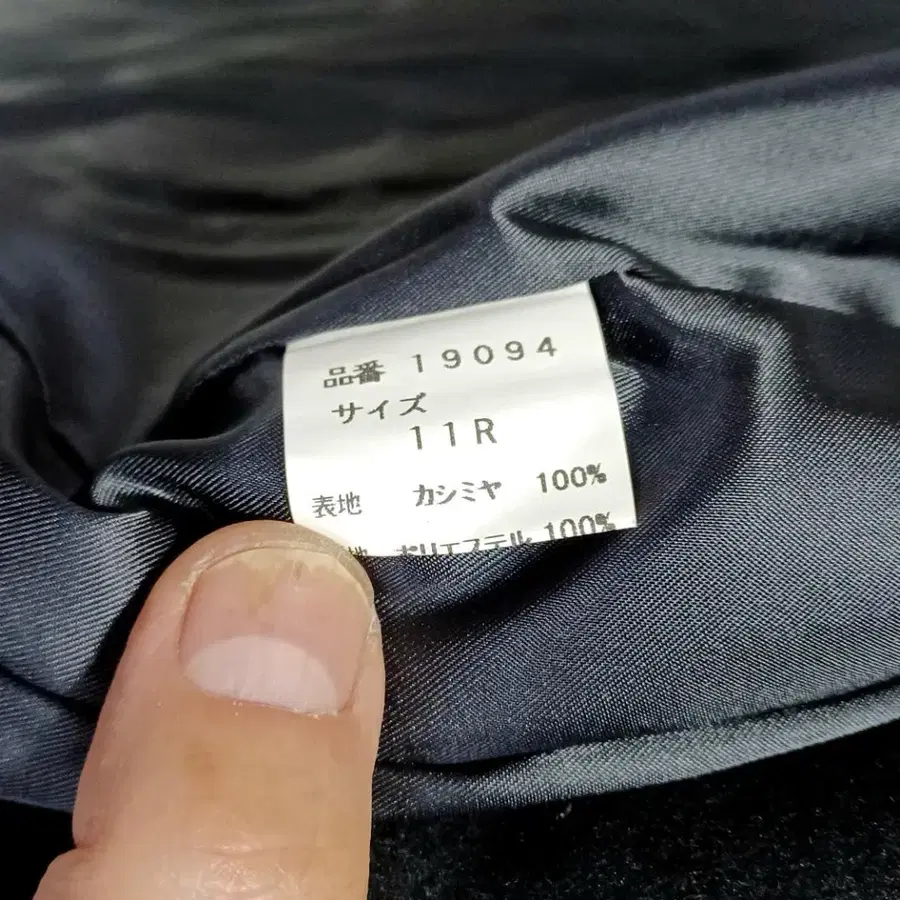 品番 19094
サイズ
11R
表地 カシミヤ 100%
地 ポリエステル 100%